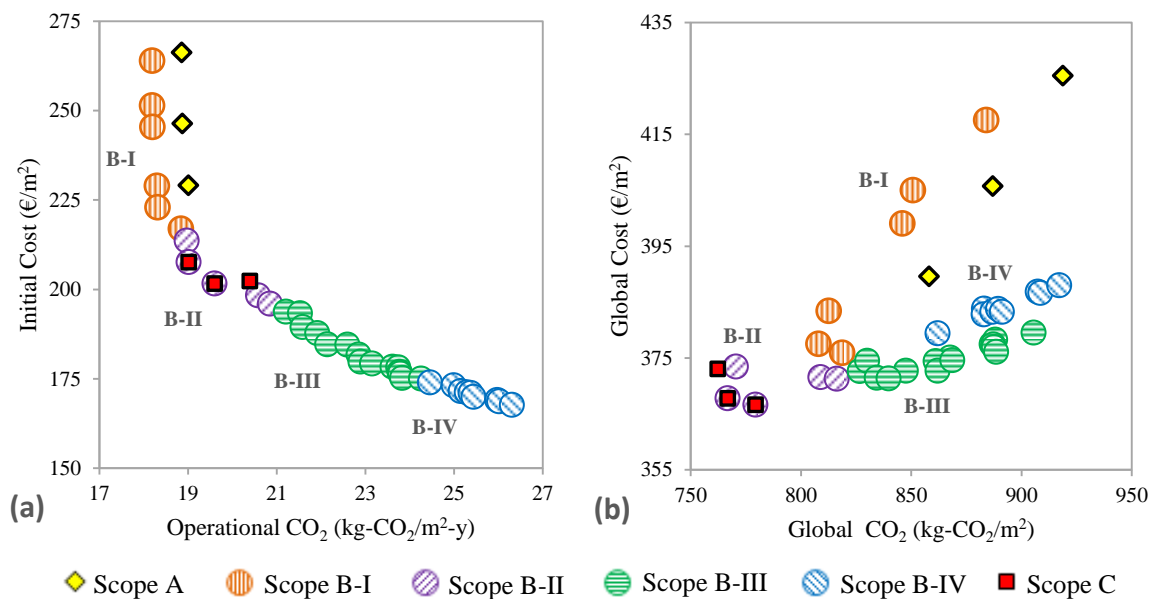 275
250
225
200
175
150
Initial Cost (€/m²)
B-I
B-II
B-III
B-IV
17 19 21 23 25 27
(a)
Operational CO₂ (kg-CO₂/m²-y)
435
415
395
375
355
Global Cost (€/m²)
B-I
B-IV
B-II
B-III
750 800 850 900 950
(b)
Global CO₂ (kg-CO₂/m²)
Scope A Scope B-I Scope B-II Scope B-III Scope B-IV Scope C